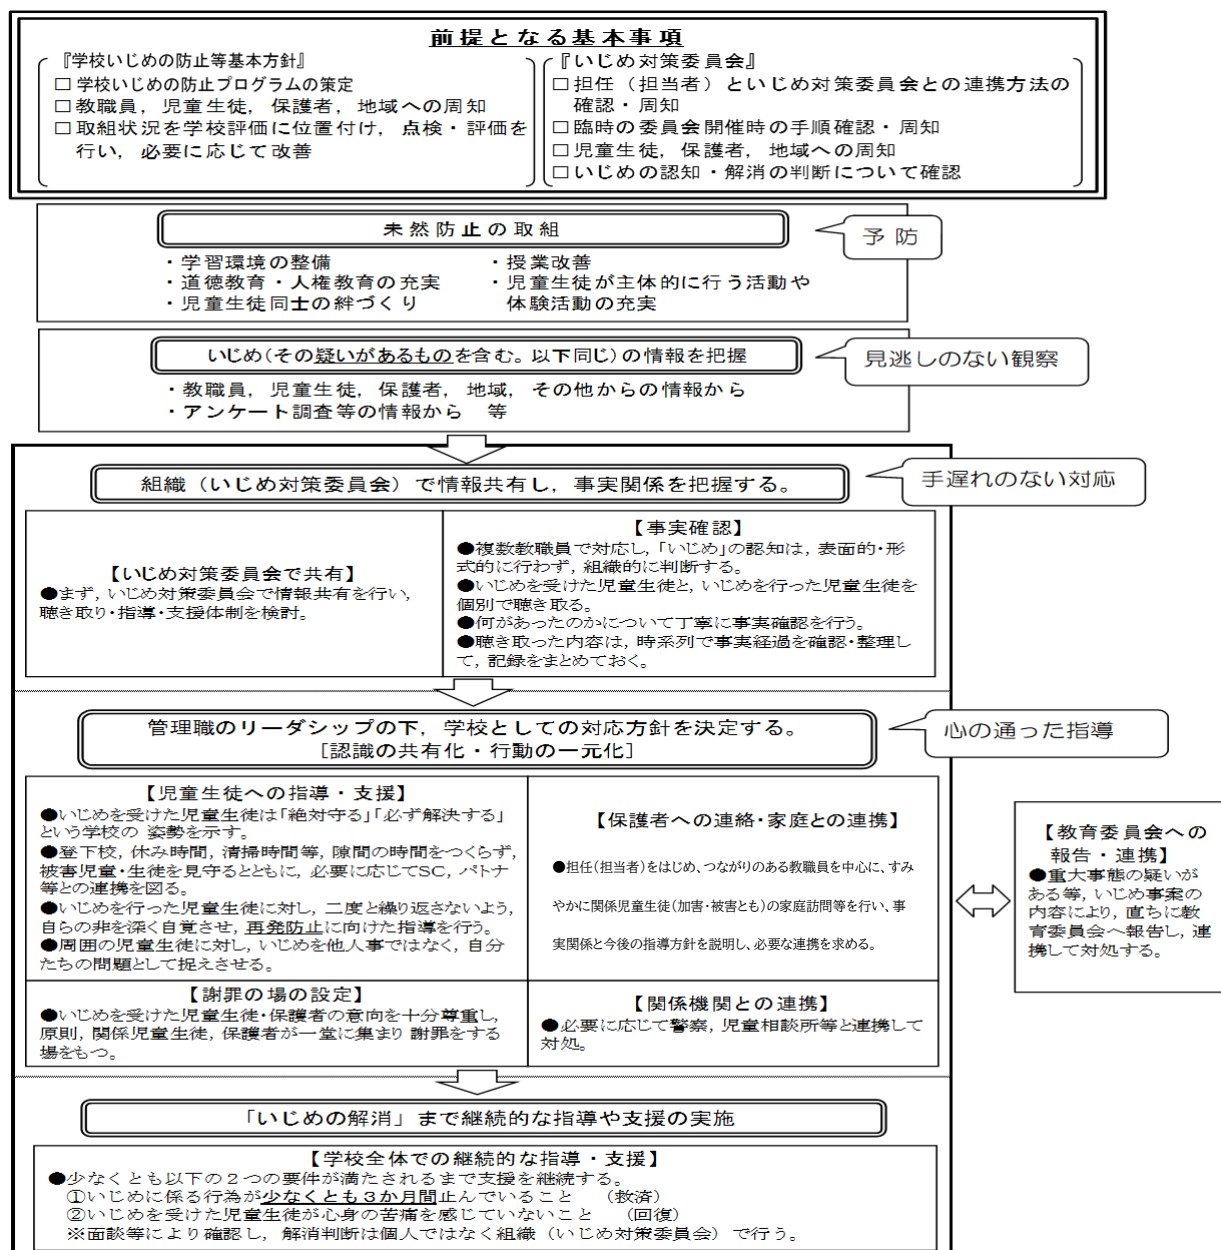 前提となる基本事項
『学校いじめの防止等基本方針』
□学校いじめの防止プログラムの策定
□教職員，児童生徒，保護者，地域への周知
□取組状況を学校評価に位置付け，点検・評価を
行い，必要に応じて改善
『いじめ対策委員会』
□担任（担当者）といじめ対策委員会との連携方法の
確認・周知
□臨時の委員会開催時の手順確認・周知
□児童生徒，保護者，地域への周知
□いじめの認知・解消の判断について確認
未然防止の取組
予防
・学習環境の整備
・道徳教育・人権教育の充実
・児童生徒同士の絆づくり
・授業改善
・児童生徒が主体的に行う活動や
体験活動の充実
いじめ（その疑いがあるものを含む。以下同じ）の情報を把握
見逃しのない観察
・教職員，児童生徒，保護者，地域，その他からの情報から
・アンケート調査等の情報から　等
組織（いじめ対策委員会）で情報共有し，事実関係を把握する。
手遅れのない対応
【いじめ対策委員会で共有】
●まず，いじめ対策委員会で情報共有を行い，
聴き取り・指導・支援体制を検討。
【事実確認】
●複数教職員で対応し，「いじめ」の認知は，表面的・形
式的に行わず，組織的に判断する。
●いじめを受けた児童生徒と，いじめを行った児童生徒を
個別で聴き取る。
●何があったのかについて丁寧に事実確認を行う。
●聴き取った内容は，時系列で事実経過を確認・整理し
て，記録をまとめておく。
管理職のリーダシップの下，学校としての対応方針を決定する。
［認識の共有化・行動の一元化］
心の通った指導
【児童生徒への指導・支援】
●いじめを受けた児童生徒は「絶対守る」「必ず解決する」
という学校の 姿勢を示す。
●登下校，休み時間，清掃時間等，隙間の時間をつくらず，
被害児童・生徒を見守るとともに，必要に応じてSC，パトナ
等との連携を図る。
●いじめを行った児童生徒に対し，二度と繰り返さないよう，
自らの非を深く自覚させ，再発防止に向けた指導を行う。
●周囲の児童生徒に対し，いじめを他人事ではなく，自分
たちの問題として捉えさせる。
【保護者への連絡・家庭との連携】
●担任（担当者）をはじめ、つながりのある教職員を中心に、すみ
やかに関係児童生徒（加害・被害とも）の家庭訪問等を行い、事
実関係と今後の指導方針を説明し、必要な連携を求める。
【教育委員会への
報告・連携】
●重大事態の疑いが
ある等，いじめ事案の
内容により，直ちに教
育委員会へ報告し，連
携して対処する。
【謝罪の場の設定】
●いじめを受けた児童生徒・保護者の意向を十分尊重し，
原則，関係児童生徒，保護者が一堂に集まり 謝罪をする
場をもつ。
【関係機関との連携】
●必要に応じて警察，児童相談所等と連携して
対処。
「いじめの解消」まで継続的な指導や支援の実施
【学校全体での継続的な指導・支援】
●少なくとも以下の２つの要件が満たされるまで支援を継続する。
①いじめに係る行為が少なくとも３か月間止んでいること　（救済）
②いじめを受けた児童生徒が心身の苦痛を感じていないこと　（回復）
※面談等により確認し，解消判断は個人ではなく組織（いじめ対策委員会）で行う。